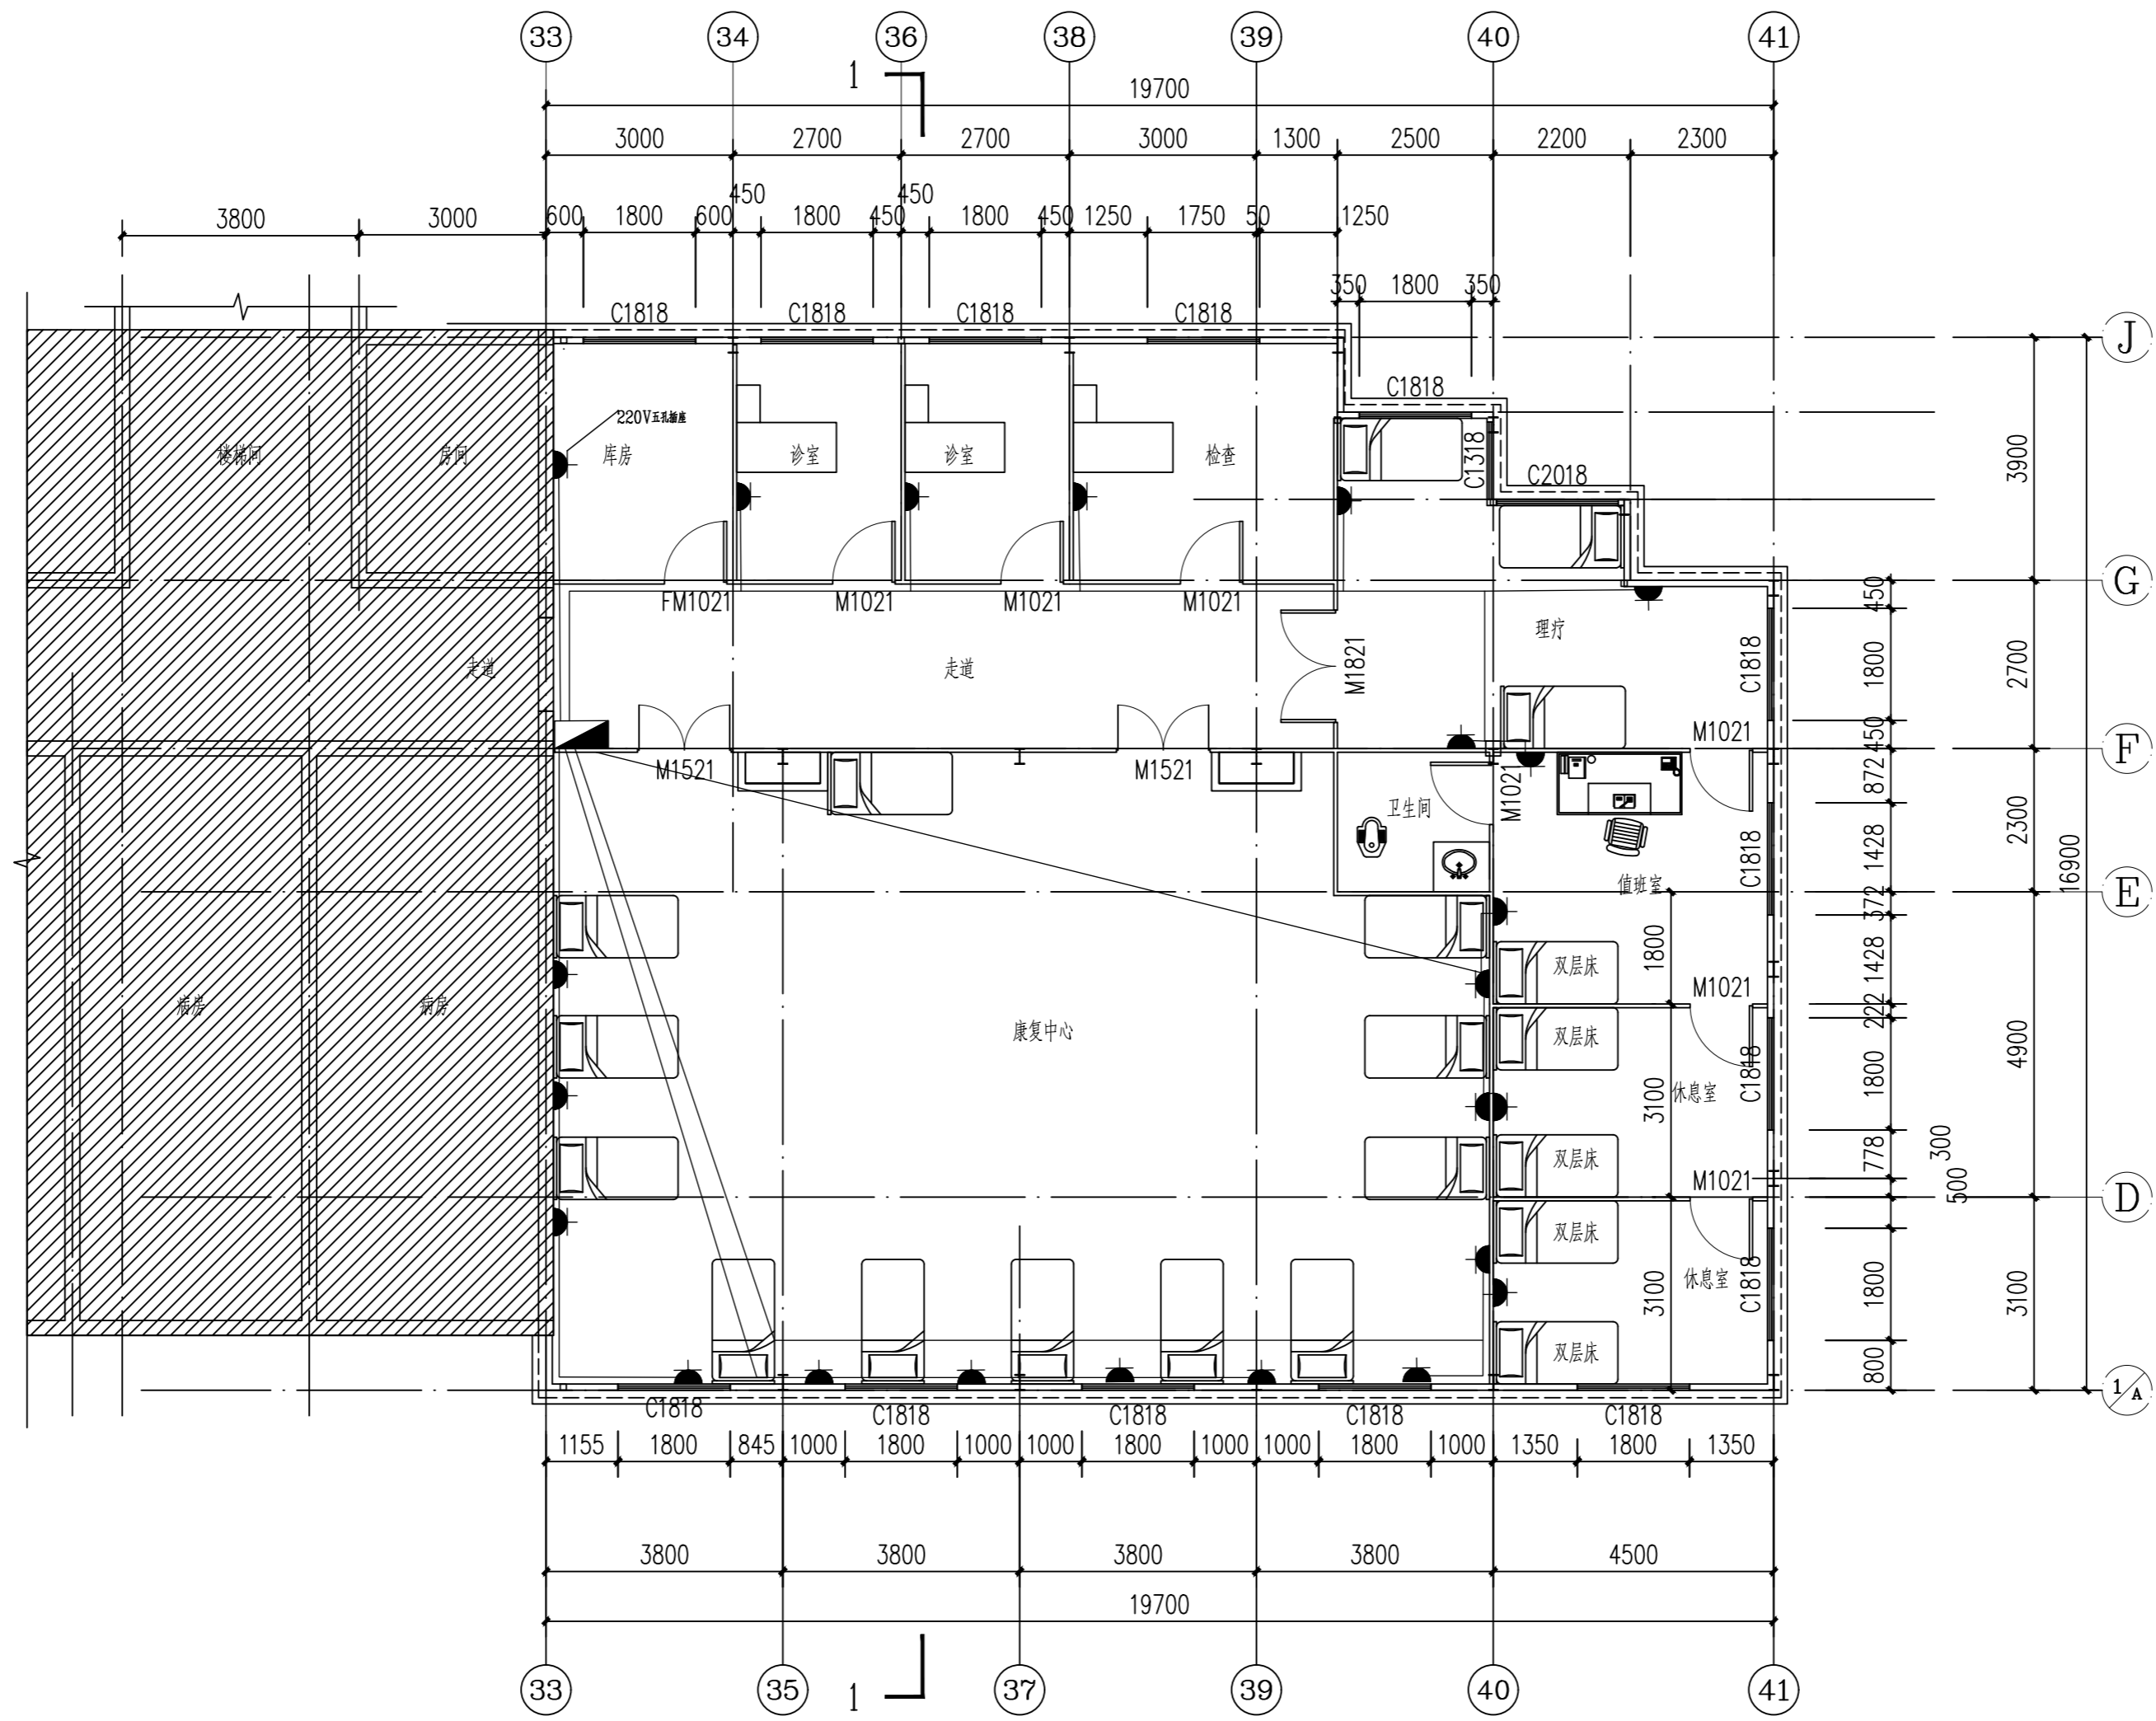 33 34 36 38 39 40 41
1
19700
3000 2700 2700 3000 1300 2500 2200 2300
450 450
3800 3000 600 1800 600 1800 450 1800 450 1250 1750 50 1250
350 1800 350
C1818 C1818 C1818 C1818
J
C1818
220V五孔插座
楼梯间 房间 库房 诊室 诊室 检查 C1318 3900
C2018
G
FM1021 M1021 M1021 M1021 450
理疗
走道 走道 M1821 C1818 1800 2700
M1021 450
F
M1521 M1521 M1021 872
卫生间
C1818 1428 2300
16900
值班室 E
372
1800 双层床 1428
M1021
病房 病房 222
康复中心 双层床
C1818 1800 4900
3100 休息室
300
双层床 778
M1021 500
D
双层床
3100 休息室 C1818 1800 3100
双层床 800
1/A
C1818 C1818 C1818 C1818 C1818
1155 1800 845 1000 1800 1000 1000 1800 1000 1000 1800 1000 1350 1800 1350
3800 3800 3800 3800 4500
19700
33 35 37 39 40 41
1